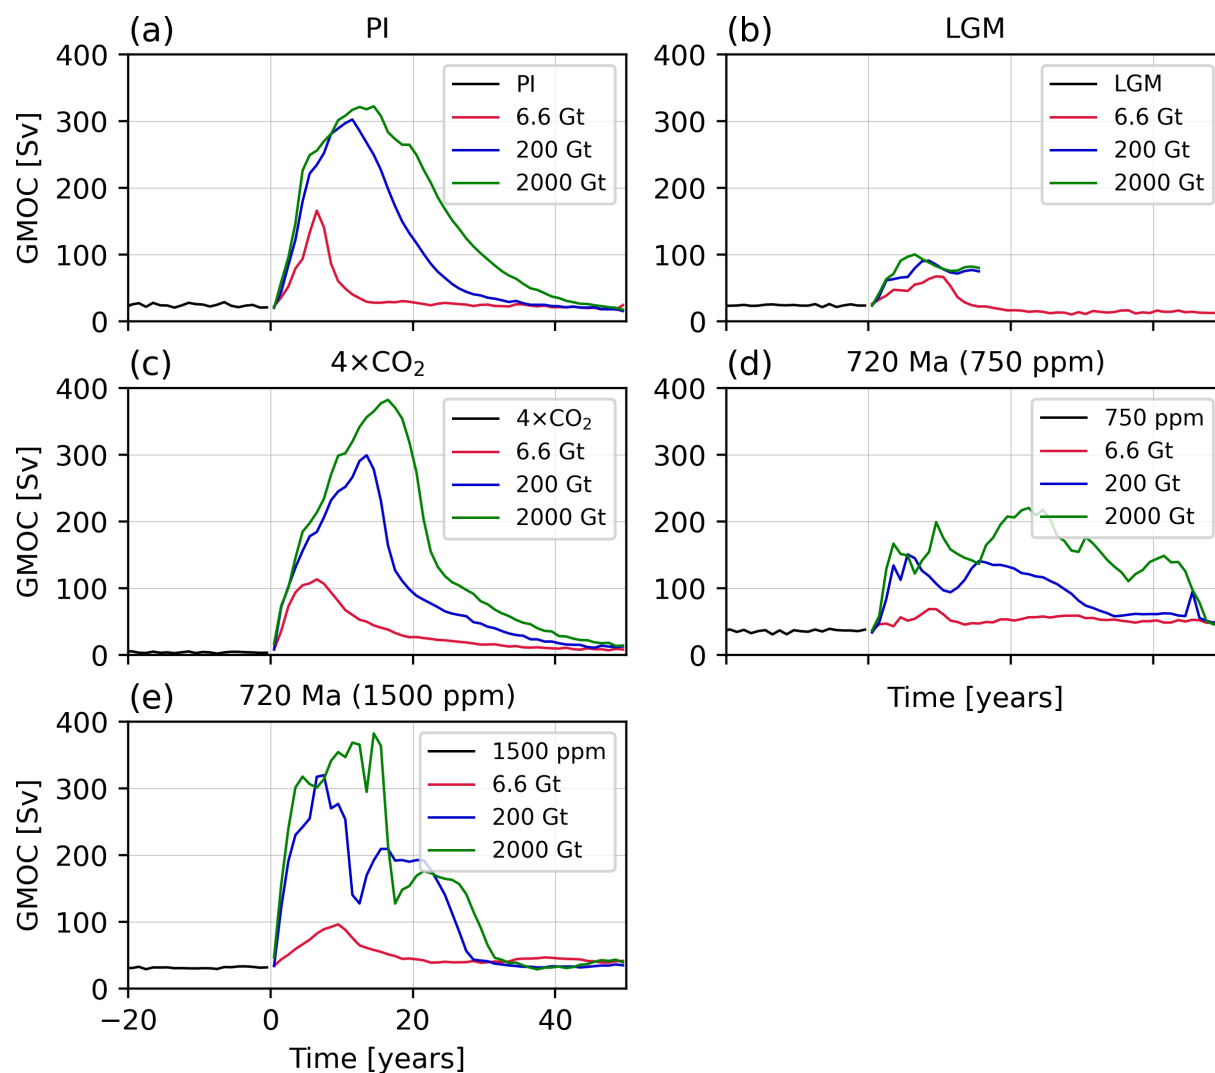 (a) PI
400
300
200
100
0
GMOC [Sv]
PI
6.6 Gt
200 Gt
2000 Gt
(b) LGM
400
300
200
100
0
LGM
6.6 Gt
200 Gt
2000 Gt
(c) 4×CO₂
400
300
200
100
0
GMOC [Sv]
4×CO₂
6.6 Gt
200 Gt
2000 Gt
(d) 720 Ma (750 ppm)
400
300
200
100
0
750 ppm
6.6 Gt
200 Gt
2000 Gt
Time [years]
(e) 720 Ma (1500 ppm)
400
300
200
100
0
GMOC [Sv]
1500 ppm
6.6 Gt
200 Gt
2000 Gt
−20 0 20 40
Time [years]